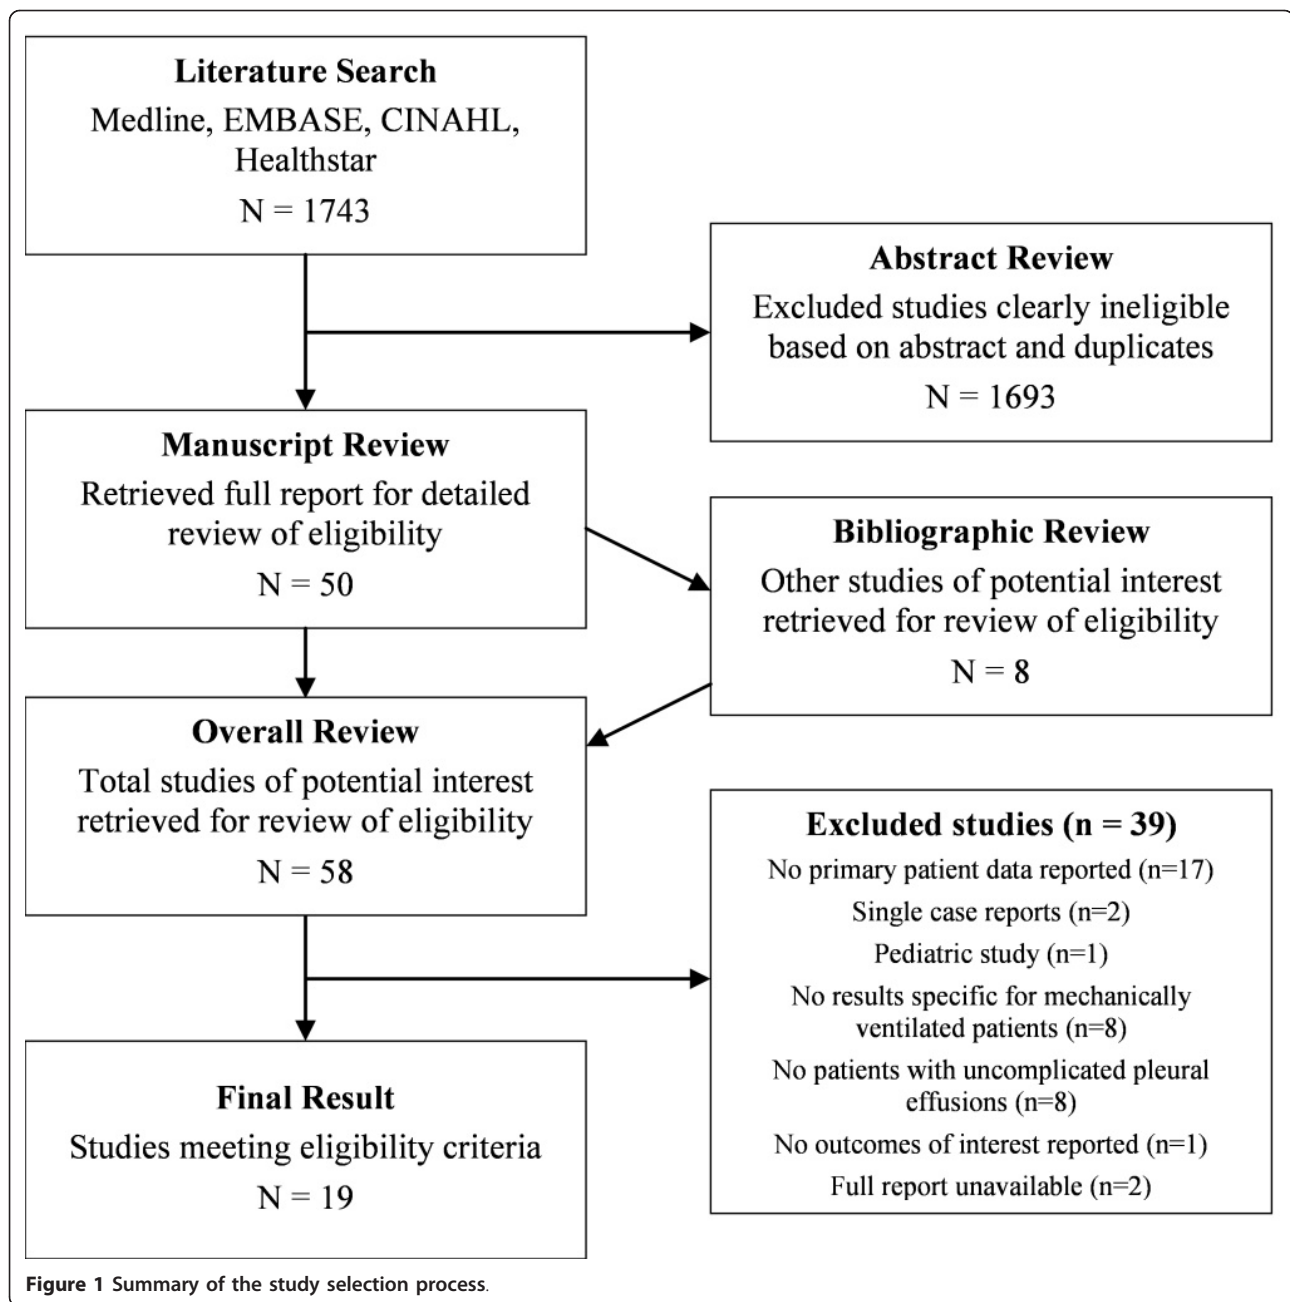 Literature Search
Medline, EMBASE, CINAHL,
Healthstar
N = 1743
Abstract Review
Excluded studies clearly ineligible
based on abstract and duplicates
N = 1693
Manuscript Review
Retrieved full report for detailed
review of eligibility
N = 50
Bibliographic Review
Other studies of potential interest
retrieved for review of eligibility
N = 8
Overall Review
Total studies of potential interest
retrieved for review of eligibility
N = 58
Excluded studies (n = 39)
No primary patient data reported (n=17)
Single case reports (n=2)
Pediatric study (n=1)
No results specific for mechanically
ventilated patients (n=8)
No patients with uncomplicated pleural
effusions (n=8)
No outcomes of interest reported (n=1)
Full report unavailable (n=2)
Final Result
Studies meeting eligibility criteria
N = 19
Figure 1 Summary of the study selection process.